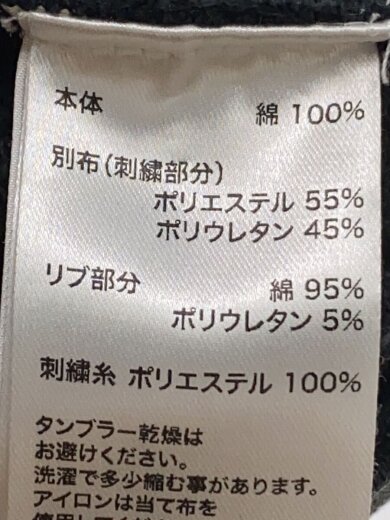 本体
綿 100%
別布(刺繍部分)
ポリエステル 55%
ポリウレタン 45%
リブ部分
綿 95%
ポリウレタン 5%
刺繍糸 ポリエステル 100%
タンブラー乾燥は
お避けください。
洗濯で多少縮む事があります。
アイロンは当て布を